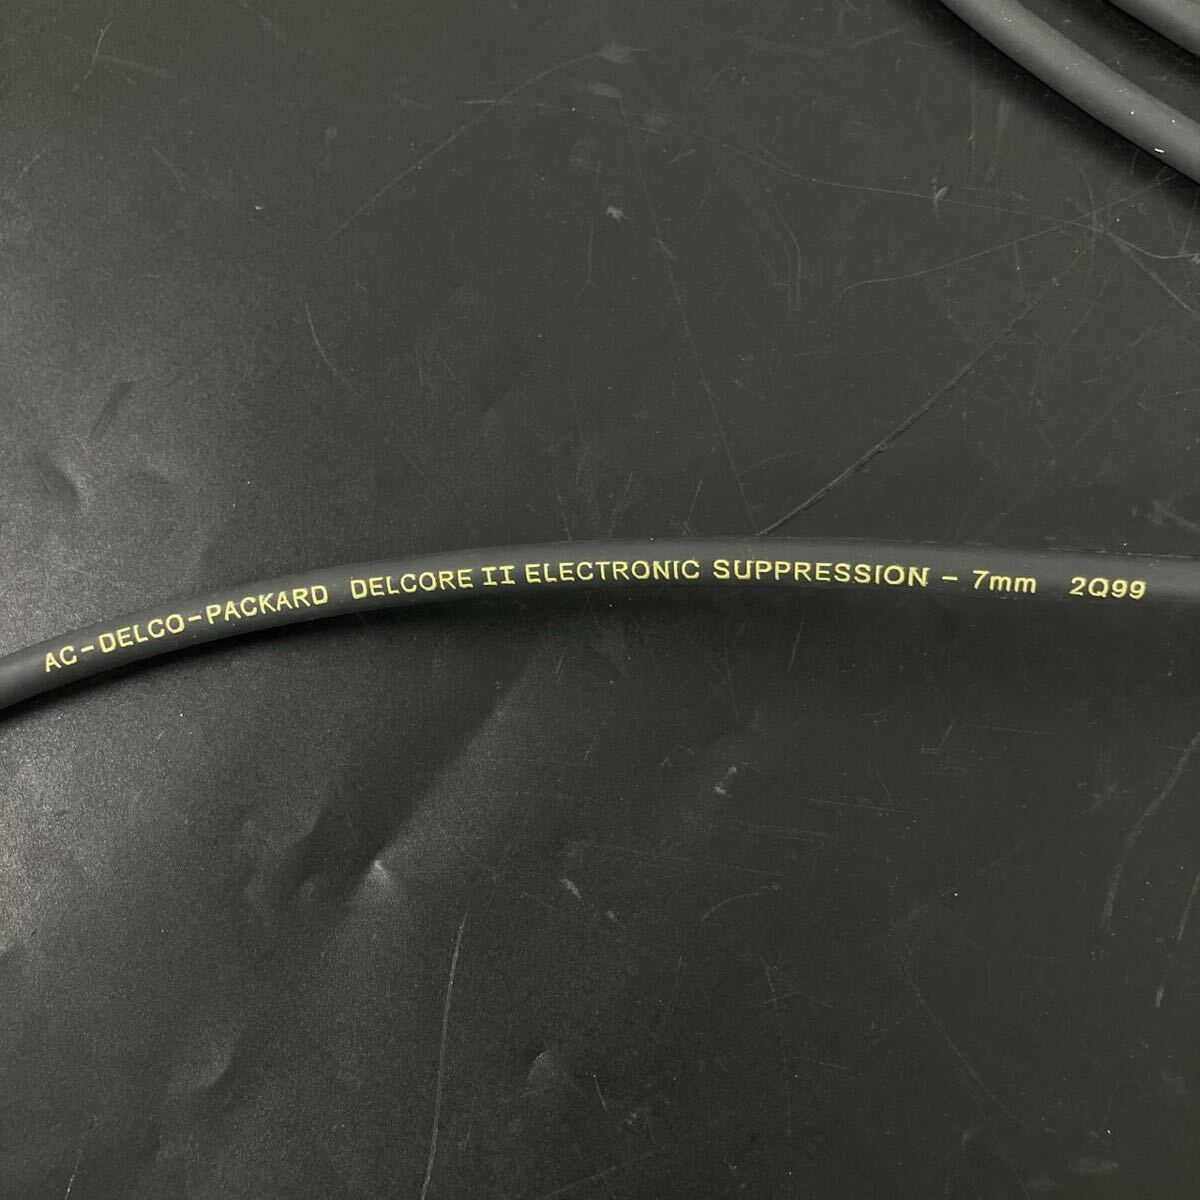 AC-DELCO-PACKARD DELCORE II ELECTRONIC SUPPRESSION - 7mm 2Q99